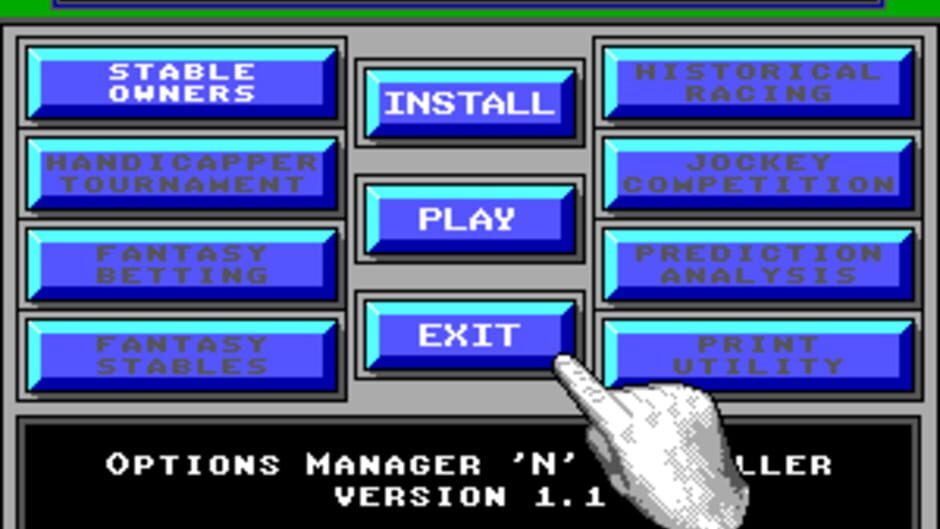 STABLE
OWNERS
HANDICAPPER
TOURNAMENT
FANTASY
BETTING
FANTASY
STABLES
INSTALL
PLAY
EXIT
HISTORICAL
RACING
JOCKEY
COMPETITION
PREDICTION
ANALYSIS
PRINT
UTILITY
OPTIONS MANAGER 'N' LLER
VERSION 1.1